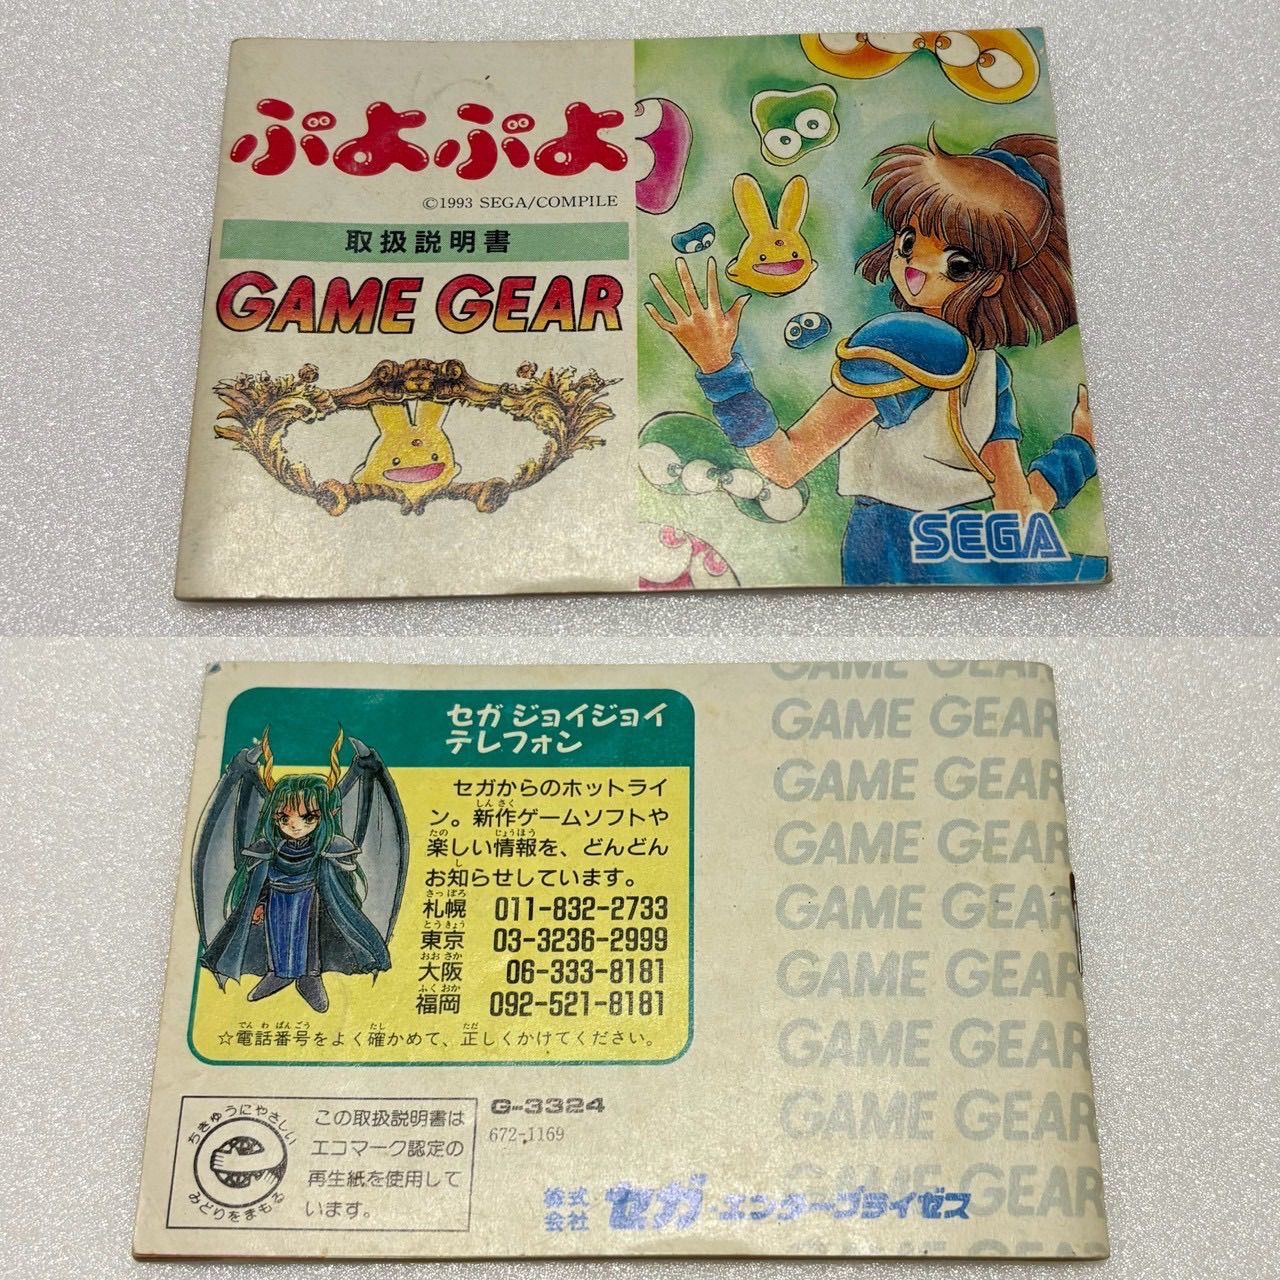 ぷよぷよ
©1993 SEGA/COMPILE
取扱説明書
GAME GEAR
SEGA
セガ ジョイジョイ
テレフォン
セガからのホットライ
ン。新作ゲームソフトや
楽しい情報を、どんどん
お知らせしています。
札幌 011-832-2733
東京 03-3236-2999
大阪 06-333-8181
福岡 092-521-8181
☆電話番号をよく確かめて、正しくかけてください。
ちきゅうにやさしい
みどりをまもる
この取扱説明書は
エコマーク認定の
再生紙を使用して
います。
G-3324
672-1169
株式会社 セガ・エンタープライゼス
GAME GEAR
GAME GEAR
GAME GEAR
GAME GEAR
GAME GEAR
GAME GEAR
GAME GEAR
GAME GEAR
GAME GEAR
GAME GEAR